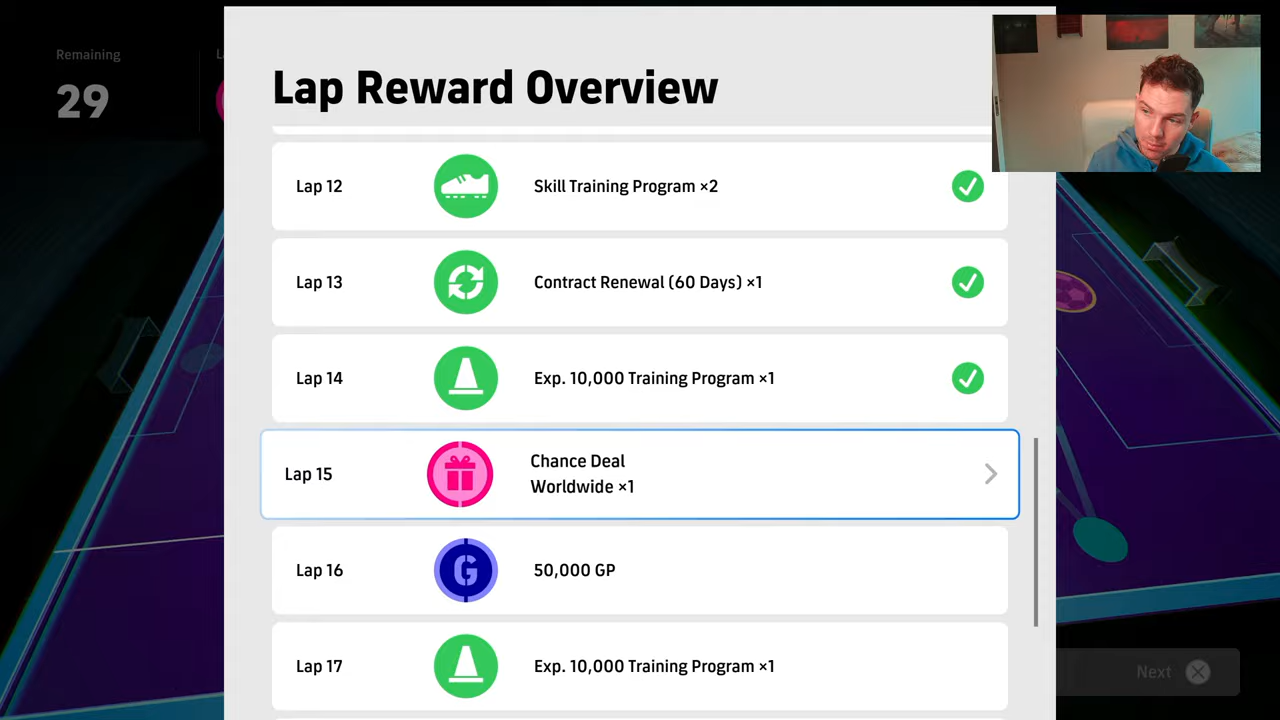 Remaining
29
Lap Reward Overview
Lap 12
Skill Training Program ×2
Lap 13
Contract Renewal (60 Days) ×1
Lap 14
Exp. 10,000 Training Program ×1
Lap 15
Chance Deal
Worldwide ×1
Lap 16
G
50,000 GP
Lap 17
Exp. 10,000 Training Program ×1
Next